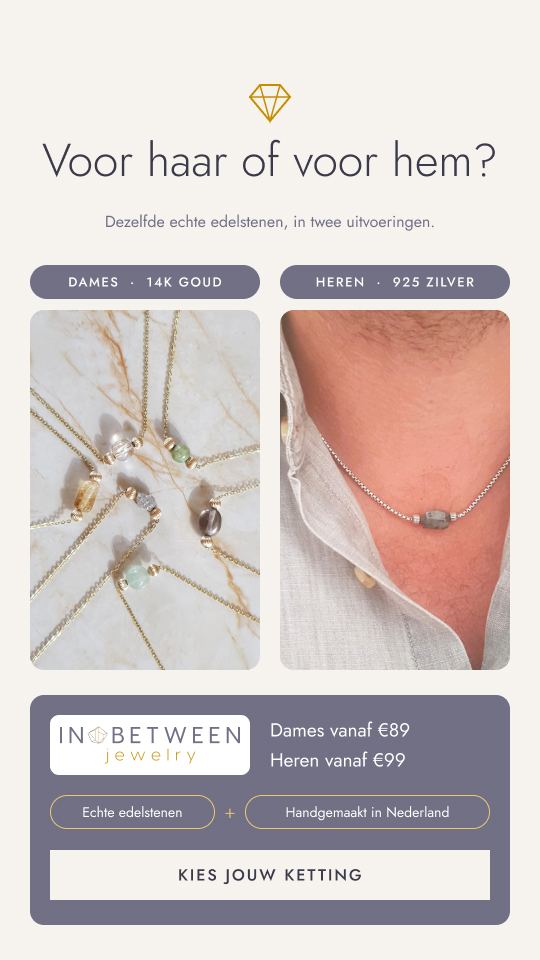 Voor haar of voor hem?
Dezelfde echte edelstenen, in twee uitvoeringen.
DAMES · 14K GOUD
HEREN · 925 ZILVER
IN BETWEEN
jewelry
Dames vanaf €89
Heren vanaf €99
Echte edelstenen + Handgemaakt in Nederland
KIES JOUW KETTING